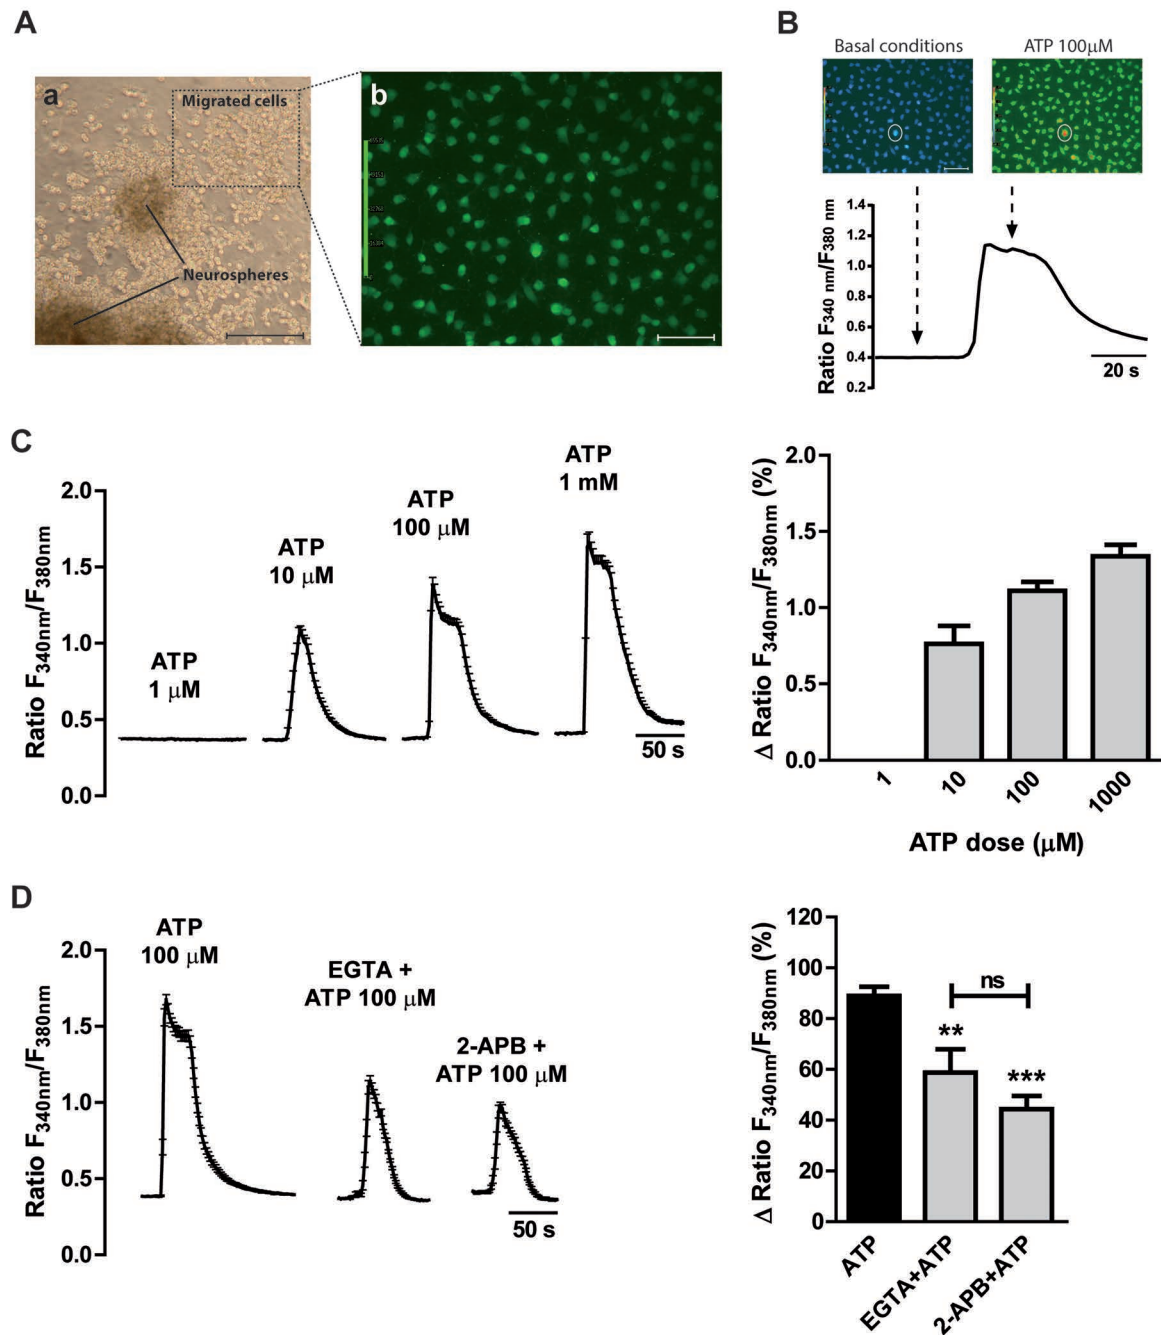 A
B
Basal conditions
ATP 100μM
a
Migrated cells
b
Neurospheres
Ratio F340 nm/F380 nm
1.4
1.2
1.0
0.8
0.6
0.4
0.2
20 s
C
Ratio F340nm/F380nm
2.0
1.5
1.0
0.5
0.0
ATP
1 μM
ATP
10 μM
ATP
100 μM
ATP
1 mM
50 s
Δ Ratio F340nm/F380nm (%)
2.0
1.5
1.0
0.5
0.0
1
10
100
1000
ATP dose (μM)
D
Ratio F340nm/F380nm
2.0
1.5
1.0
0.5
0.0
ATP
100 μM
EGTA +
ATP 100 μM
2-APB +
ATP 100 μM
50 s
Δ Ratio F340nm/F380nm (%)
120
100
80
60
40
20
0
ns
**
***
ATP
EGTA+ATP
2-APB+ATP